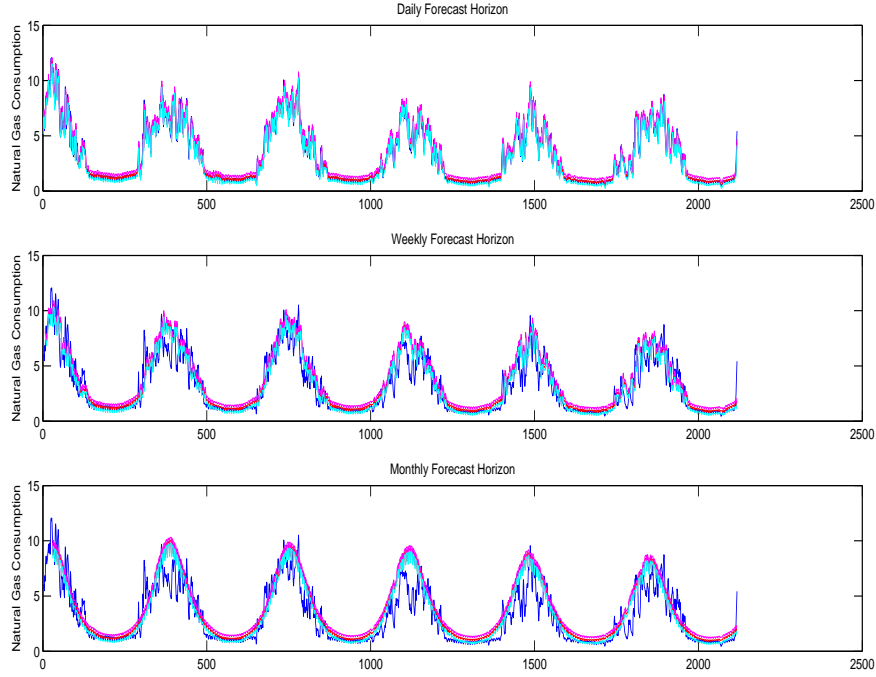 Daily Forecast Horizon
Natural Gas Consumption
15
10
5
0
0 500 1000 1500 2000 2500
Weekly Forecast Horizon
Natural Gas Consumption
15
10
5
0
0 500 1000 1500 2000 2500
Monthly Forecast Horizon
Natural Gas Consumption
15
10
5
0
0 500 1000 1500 2000 2500